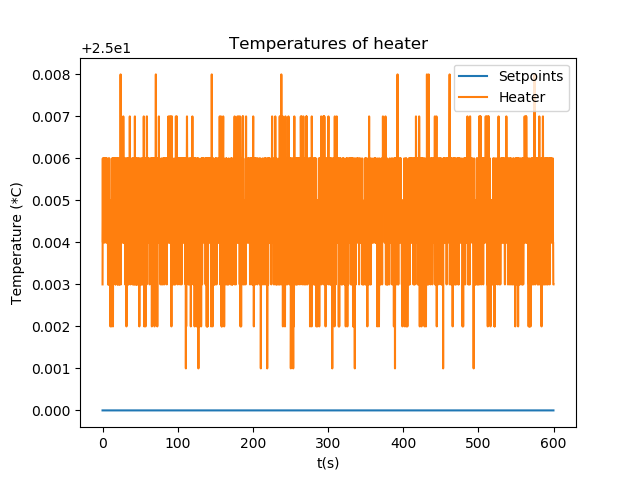 Temperatures of heater
+2.5e1
Setpoints
Heater
0.008
0.007
0.006
0.005
0.004
0.003
0.002
0.001
0.000
Temperature (*C)
0 100 200 300 400 500 600
t(s)